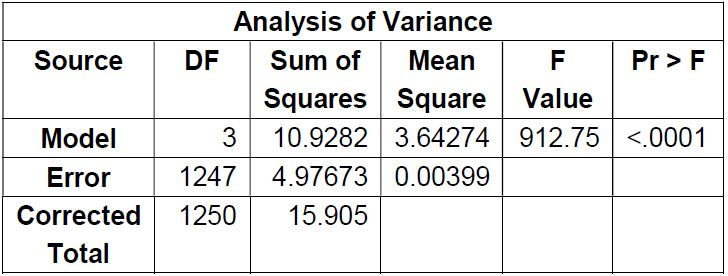 Analysis of Variance
Source DF Sum of Mean F Pr > F
Squares Square Value
Model 3 10.9282 3.64274 912.75 <.0001
Error 1247 4.97673 0.00399
Corrected 1250 15.905
Total